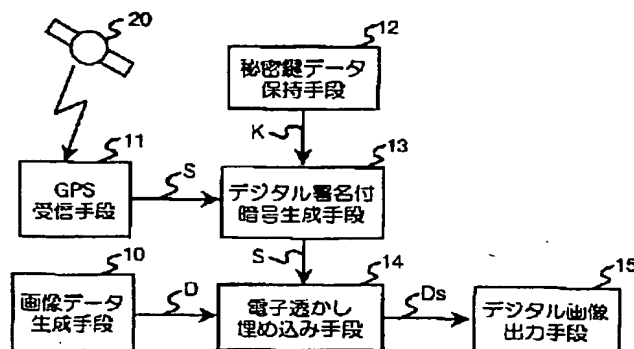 20
12
秘密鍵データ
保持手段
K
11
GPS
受信手段
S
13
デジタル署名付
暗号生成手段
S
10
画像データ
生成手段
D
14
電子透かし
埋め込み手段
Ds
15
デジタル画像
出力手段